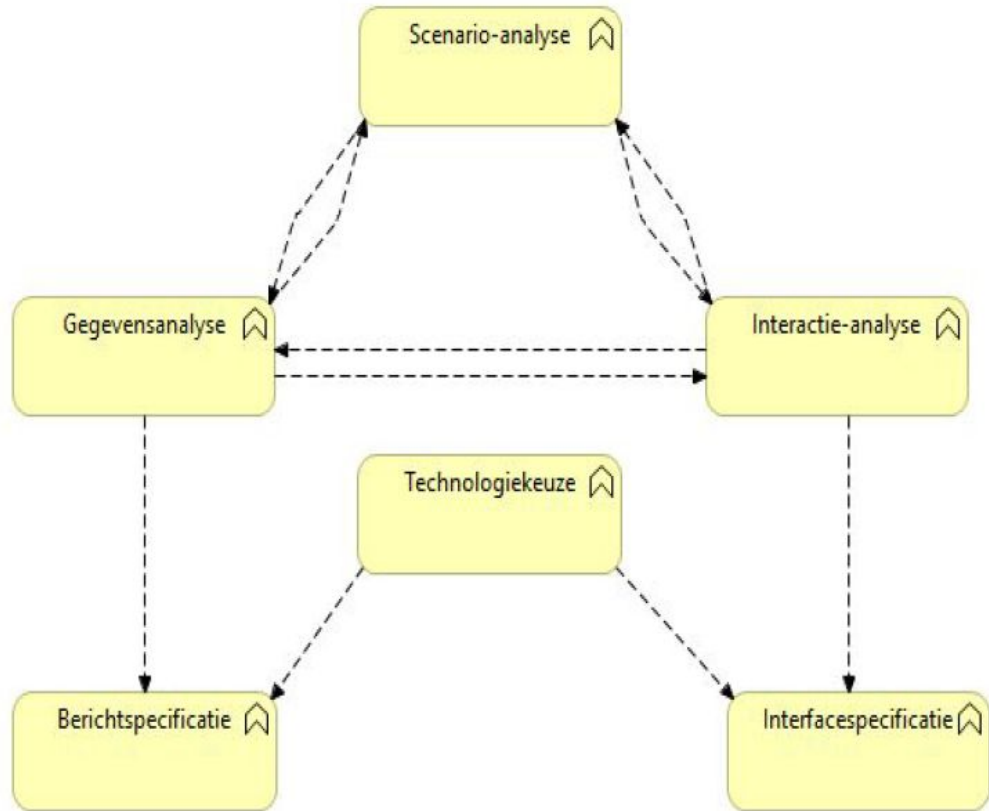 Scenario-analyse
Gegevensanalyse
Interactie-analyse
Technologiekeuze
Berichtspecificatie
Interfacespecificatie